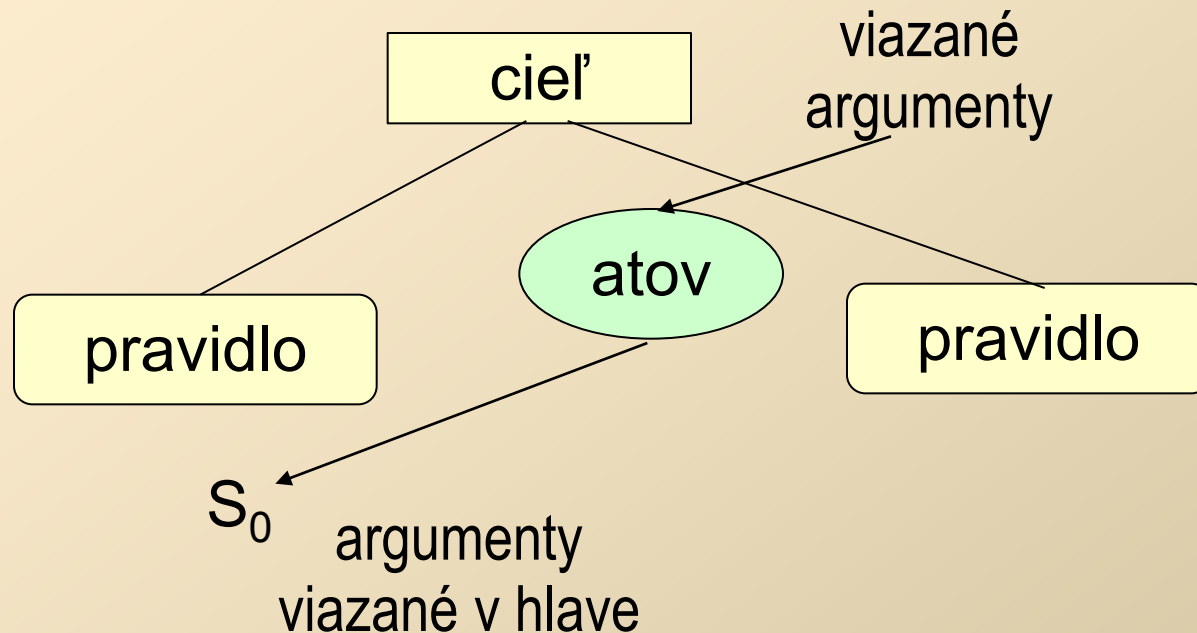 cieľ
viazané
argumenty
atov
pravidlo
pravidlo
S₀
argumenty
viazané v hlave